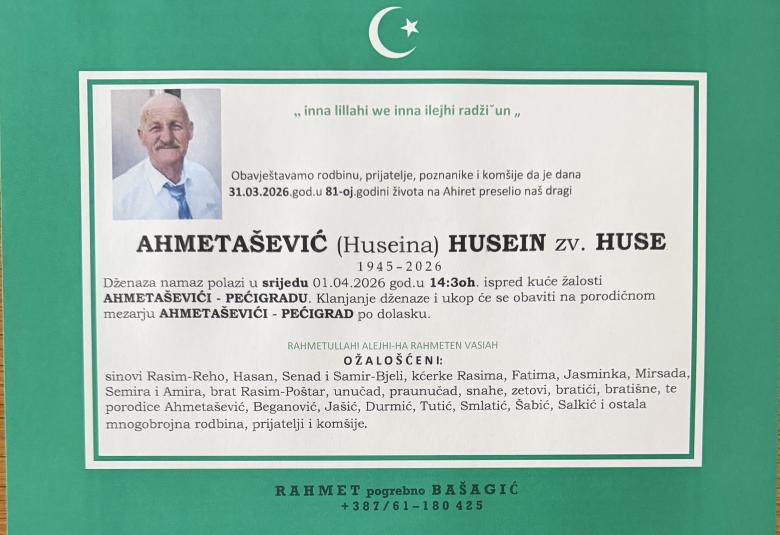 „ inna lillahi we inna ilejhi radžiˇun „
Obavještavamo rodbinu, prijatelje, poznanike i komšije da je dana
31.03.2026.god.u 81-oj.godini života na Ahiret preselio naš dragi
AHMETAŠEVIĆ (Huseina) HUSEIN zv. HUSE
1945-2026
Dženaza namaz polazi u srijedu 01.04.2026 god.u 14:3oh. ispred kuće žalosti
AHMETAŠEVIĆI - PEĆIGRADU. Klanjanje dženaze i ukop će se obaviti na porodičnom
mezarju AHMETAŠEVIĆI - PEĆIGRAD po dolasku.
RAHMETULLAHI ALEJHI-HA RAHMETEN VASIAH
OŽALOŠĆENI:
sinovi Rasim-Reho, Hasan, Senad i Samir-Bjeli, kćerke Rasima, Fatima, Jasminka, Mirsada,
Semira i Amira, brat Rasim-Poštar, unučad, praunučad, snahe, zetovi, bratići, bratišne, te
porodice Ahmetašević, Beganović, Jašić, Durmić, Tutić, Smlatić, Šabić, Salkić i ostala
mnogobrojna rodbina, prijatelji i komšije.
RAHMET pogrebno BAŠAGIĆ
+387/61-180 425